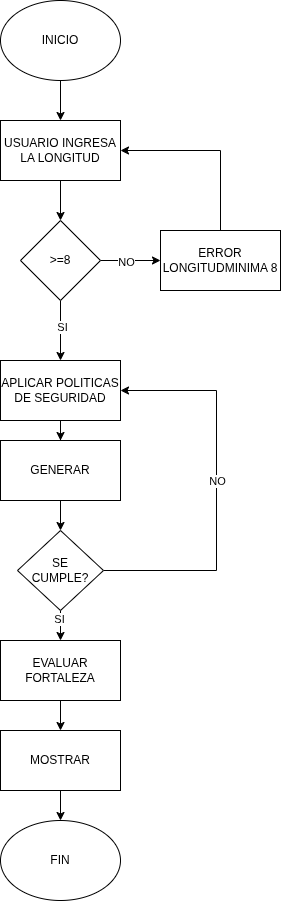 INICIO
USUARIO INGRESA
LA LONGITUD
>=8
NO
ERROR
LONGITUDMINIMA 8
SI
APLICAR POLITICAS
DE SEGURIDAD
GENERAR
NO
SE
CUMPLE?
SI
EVALUAR
FORTALEZA
MOSTRAR
FIN